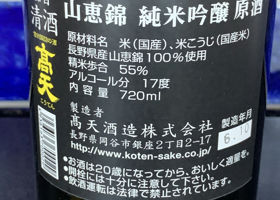 山恵錦 純米吟醸 原酒
清酒
髙天
原材料名 米(国産)、米こうじ(国産米)
長野県産山恵錦100%使用
精米歩合 55%
アルコール分 17度
内容量 720ml
製造者
髙天酒造株式会社
長野県岡谷市銀座2丁目2-17
http://www.koten-sake.co.jp/
製造年月
6.10
●お酒は20歳になってから、おいしく適量を。
●開栓には十分に注意して下さい。
●飲酒運転は法律で禁止されています。